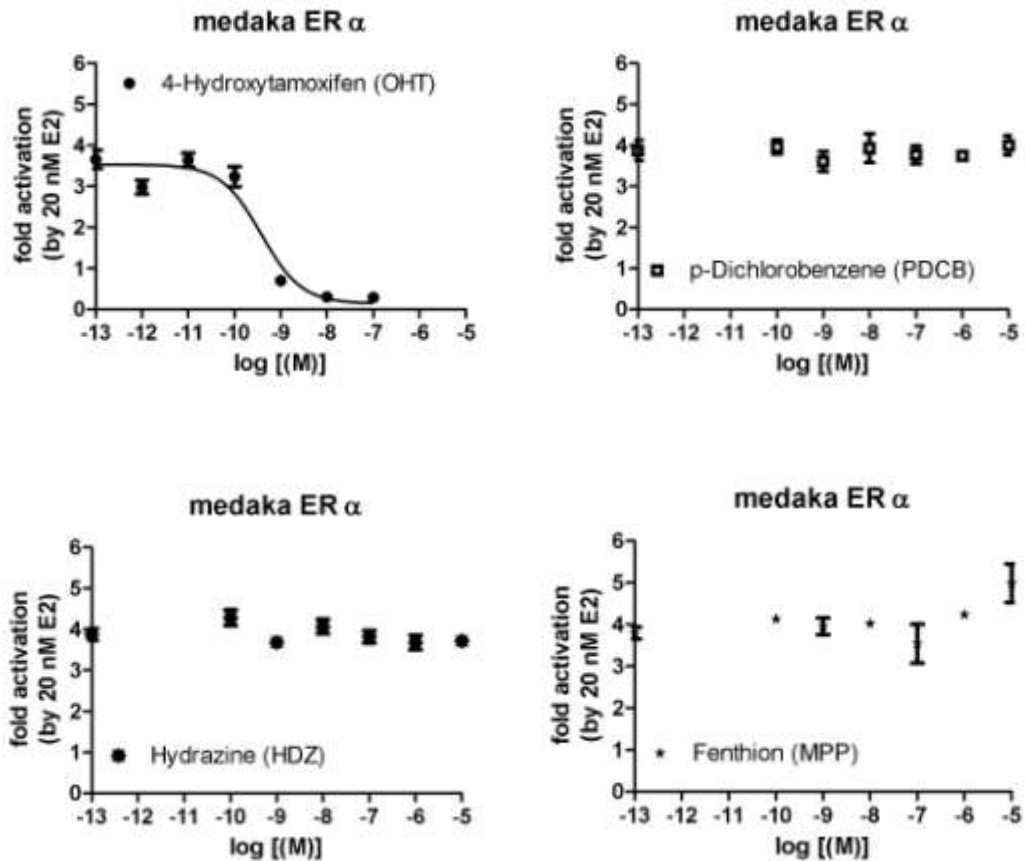 medaka ER α
fold activation
(by 20 nM E2)
6
5
4
3
2
1
0
4-Hydroxytamoxifen (OHT)
-13 -12 -11 -10 -9 -8 -7 -6 -5
log [(M)]
medaka ER α
fold activation
(by 20 nM E2)
6
5
4
3
2
1
0
p-Dichlorobenzene (PDCB)
-13 -12 -11 -10 -9 -8 -7 -6 -5
log [(M)]
medaka ER α
fold activation
(by 20 nM E2)
6
5
4
3
2
1
0
Hydrazine (HDZ)
-13 -12 -11 -10 -9 -8 -7 -6 -5
log [(M)]
medaka ER α
fold activation
(by 20 nM E2)
6
5
4
3
2
1
0
Fenthion (MPP)
-13 -12 -11 -10 -9 -8 -7 -6 -5
log [(M)]